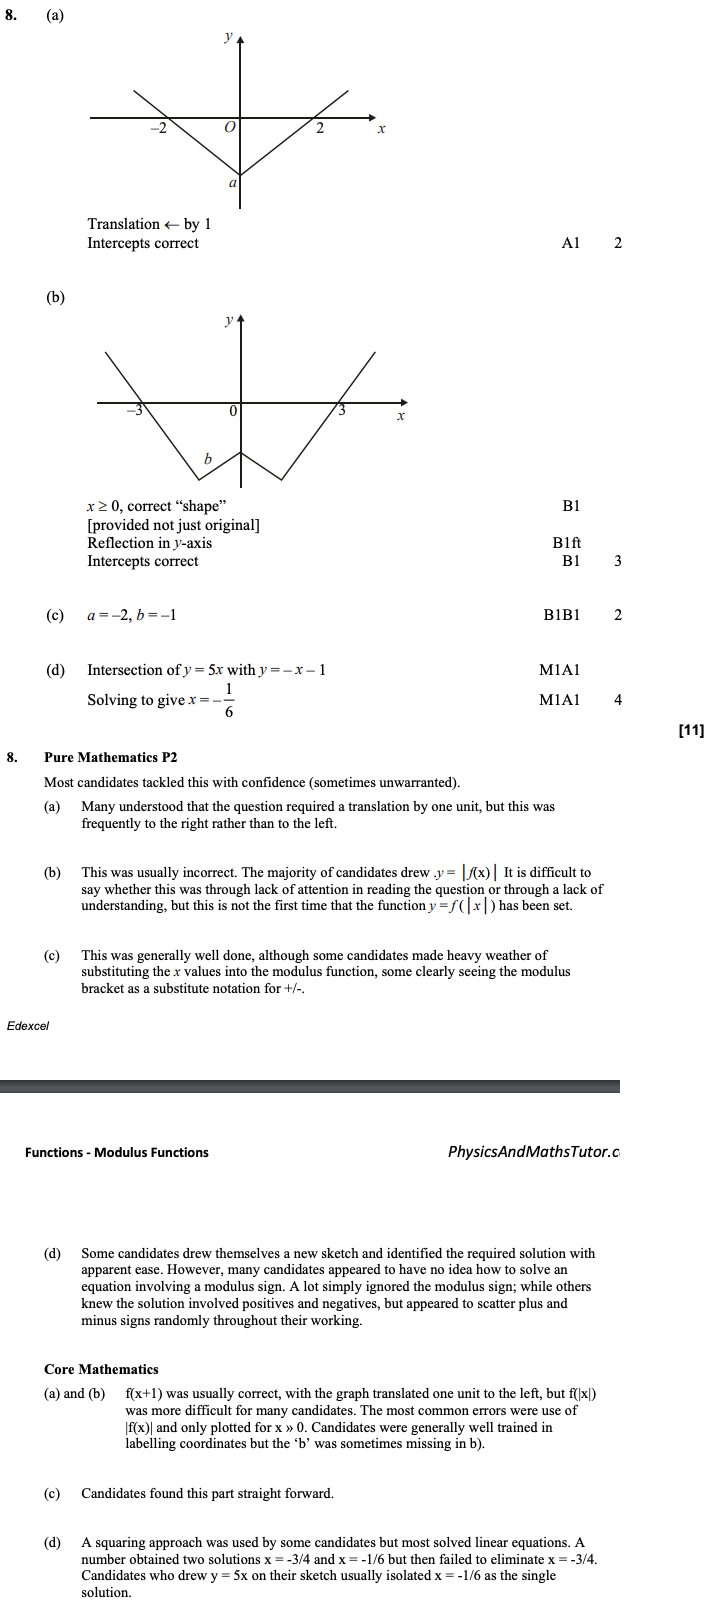 8. (a)
y
–2 O 2 x
a
Translation ← by 1
Intercepts correct A1 2
(b)
y
–3 0 3
x
b
x ≥ 0, correct “shape” B1
[provided not just original]
Reflection in y-axis B1ft
Intercepts correct B1 3
(c) a = –2, b = –1 B1B1 2
(d) Intersection of y = 5x with y = – x – 1 M1A1
Solving to give x = –1/6 M1A1 4
[11]
8. Pure Mathematics P2
Most candidates tackled this with confidence (sometimes unwarranted).
(a) Many understood that the question required a translation by one unit, but this was
frequently to the right rather than to the left.
(b) This was usually incorrect. The majority of candidates drew .y = |f(x)| It is difficult to
say whether this was through lack of attention in reading the question or through a lack of
understanding, but this is not the first time that the function y = f(|x|) has been set.
(c) This was generally well done, although some candidates made heavy weather of
substituting the x values into the modulus function, some clearly seeing the modulus
bracket as a substitute notation for +/-.
Edexcel
Functions - Modulus Functions PhysicsAndMathsTutor.c
(d) Some candidates drew themselves a new sketch and identified the required solution with
apparent ease. However, many candidates appeared to have no idea how to solve an
equation involving a modulus sign. A lot simply ignored the modulus sign; while others
knew the solution involved positives and negatives, but appeared to scatter plus and
minus signs randomly throughout their working.
Core Mathematics
(a) and (b) f(x+1) was usually correct, with the graph translated one unit to the left, but f(|x|)
was more difficult for many candidates. The most common errors were use of
|f(x)| and only plotted for x » 0. Candidates were generally well trained in
labelling coordinates but the ‘b’ was sometimes missing in b).
(c) Candidates found this part straight forward.
(d) A squaring approach was used by some candidates but most solved linear equations. A
number obtained two solutions x = -3/4 and x = -1/6 but then failed to eliminate x = -3/4.
Candidates who drew y = 5x on their sketch usually isolated x = -1/6 as the single
solution.